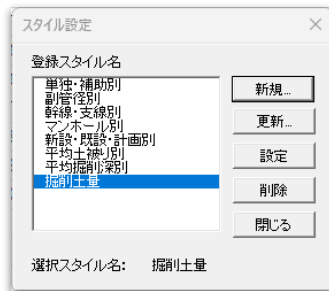 スタイル設定
登録スタイル名
単独・補助別
副管径別
幹線・支線別
マンホール別
新設・既設・計画別
平均土被り別
平均掘削深別
掘削土量
新規...
更新...
設定
削除
閉じる
選択スタイル名: 掘削土量